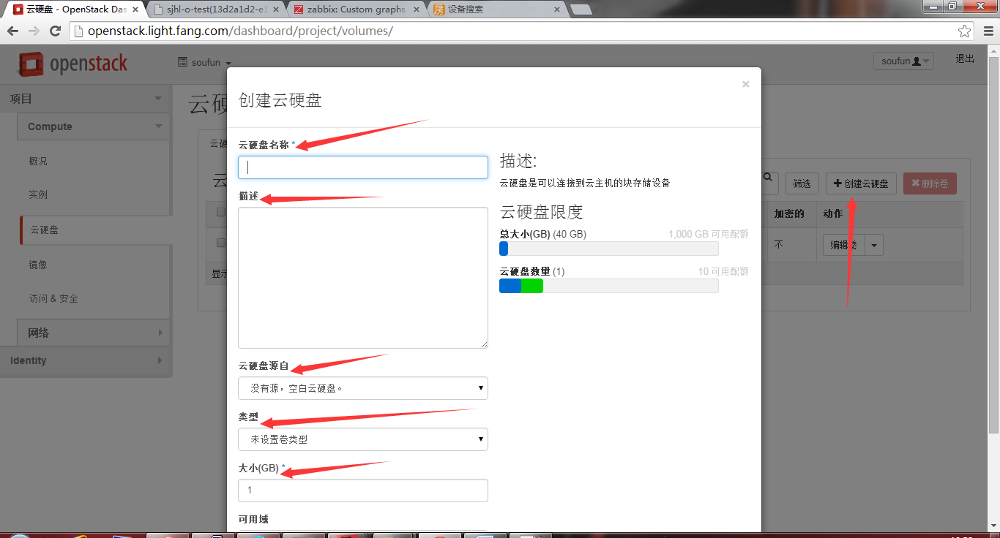 云硬盘 - OpenStack Das
sjhl-o-test(13d2a1d2-e1
zabbix: Custom graphs
设备搜索
openstack.light.fang.com/dashboard/project/volumes/
openstack
soufun
soufun
退出
项目
Compute
概况
实例
云硬盘
镜像
访问 & 安全
网络
Identity
创建云硬盘
×
云硬盘名称 *
描述
云硬盘源自
没有源，空白云硬盘。
类型
未设置卷类型
大小(GB) *
1
可用域
描述:
云硬盘是可以连接到云主机的块存储设备
云硬盘限度
总大小(GB) (40 GB)
1,000 GB 可用配额
云硬盘数量 (1)
10 可用配额
筛选
创建云硬盘
删除卷
加密的
动作
不
编辑卷
显示